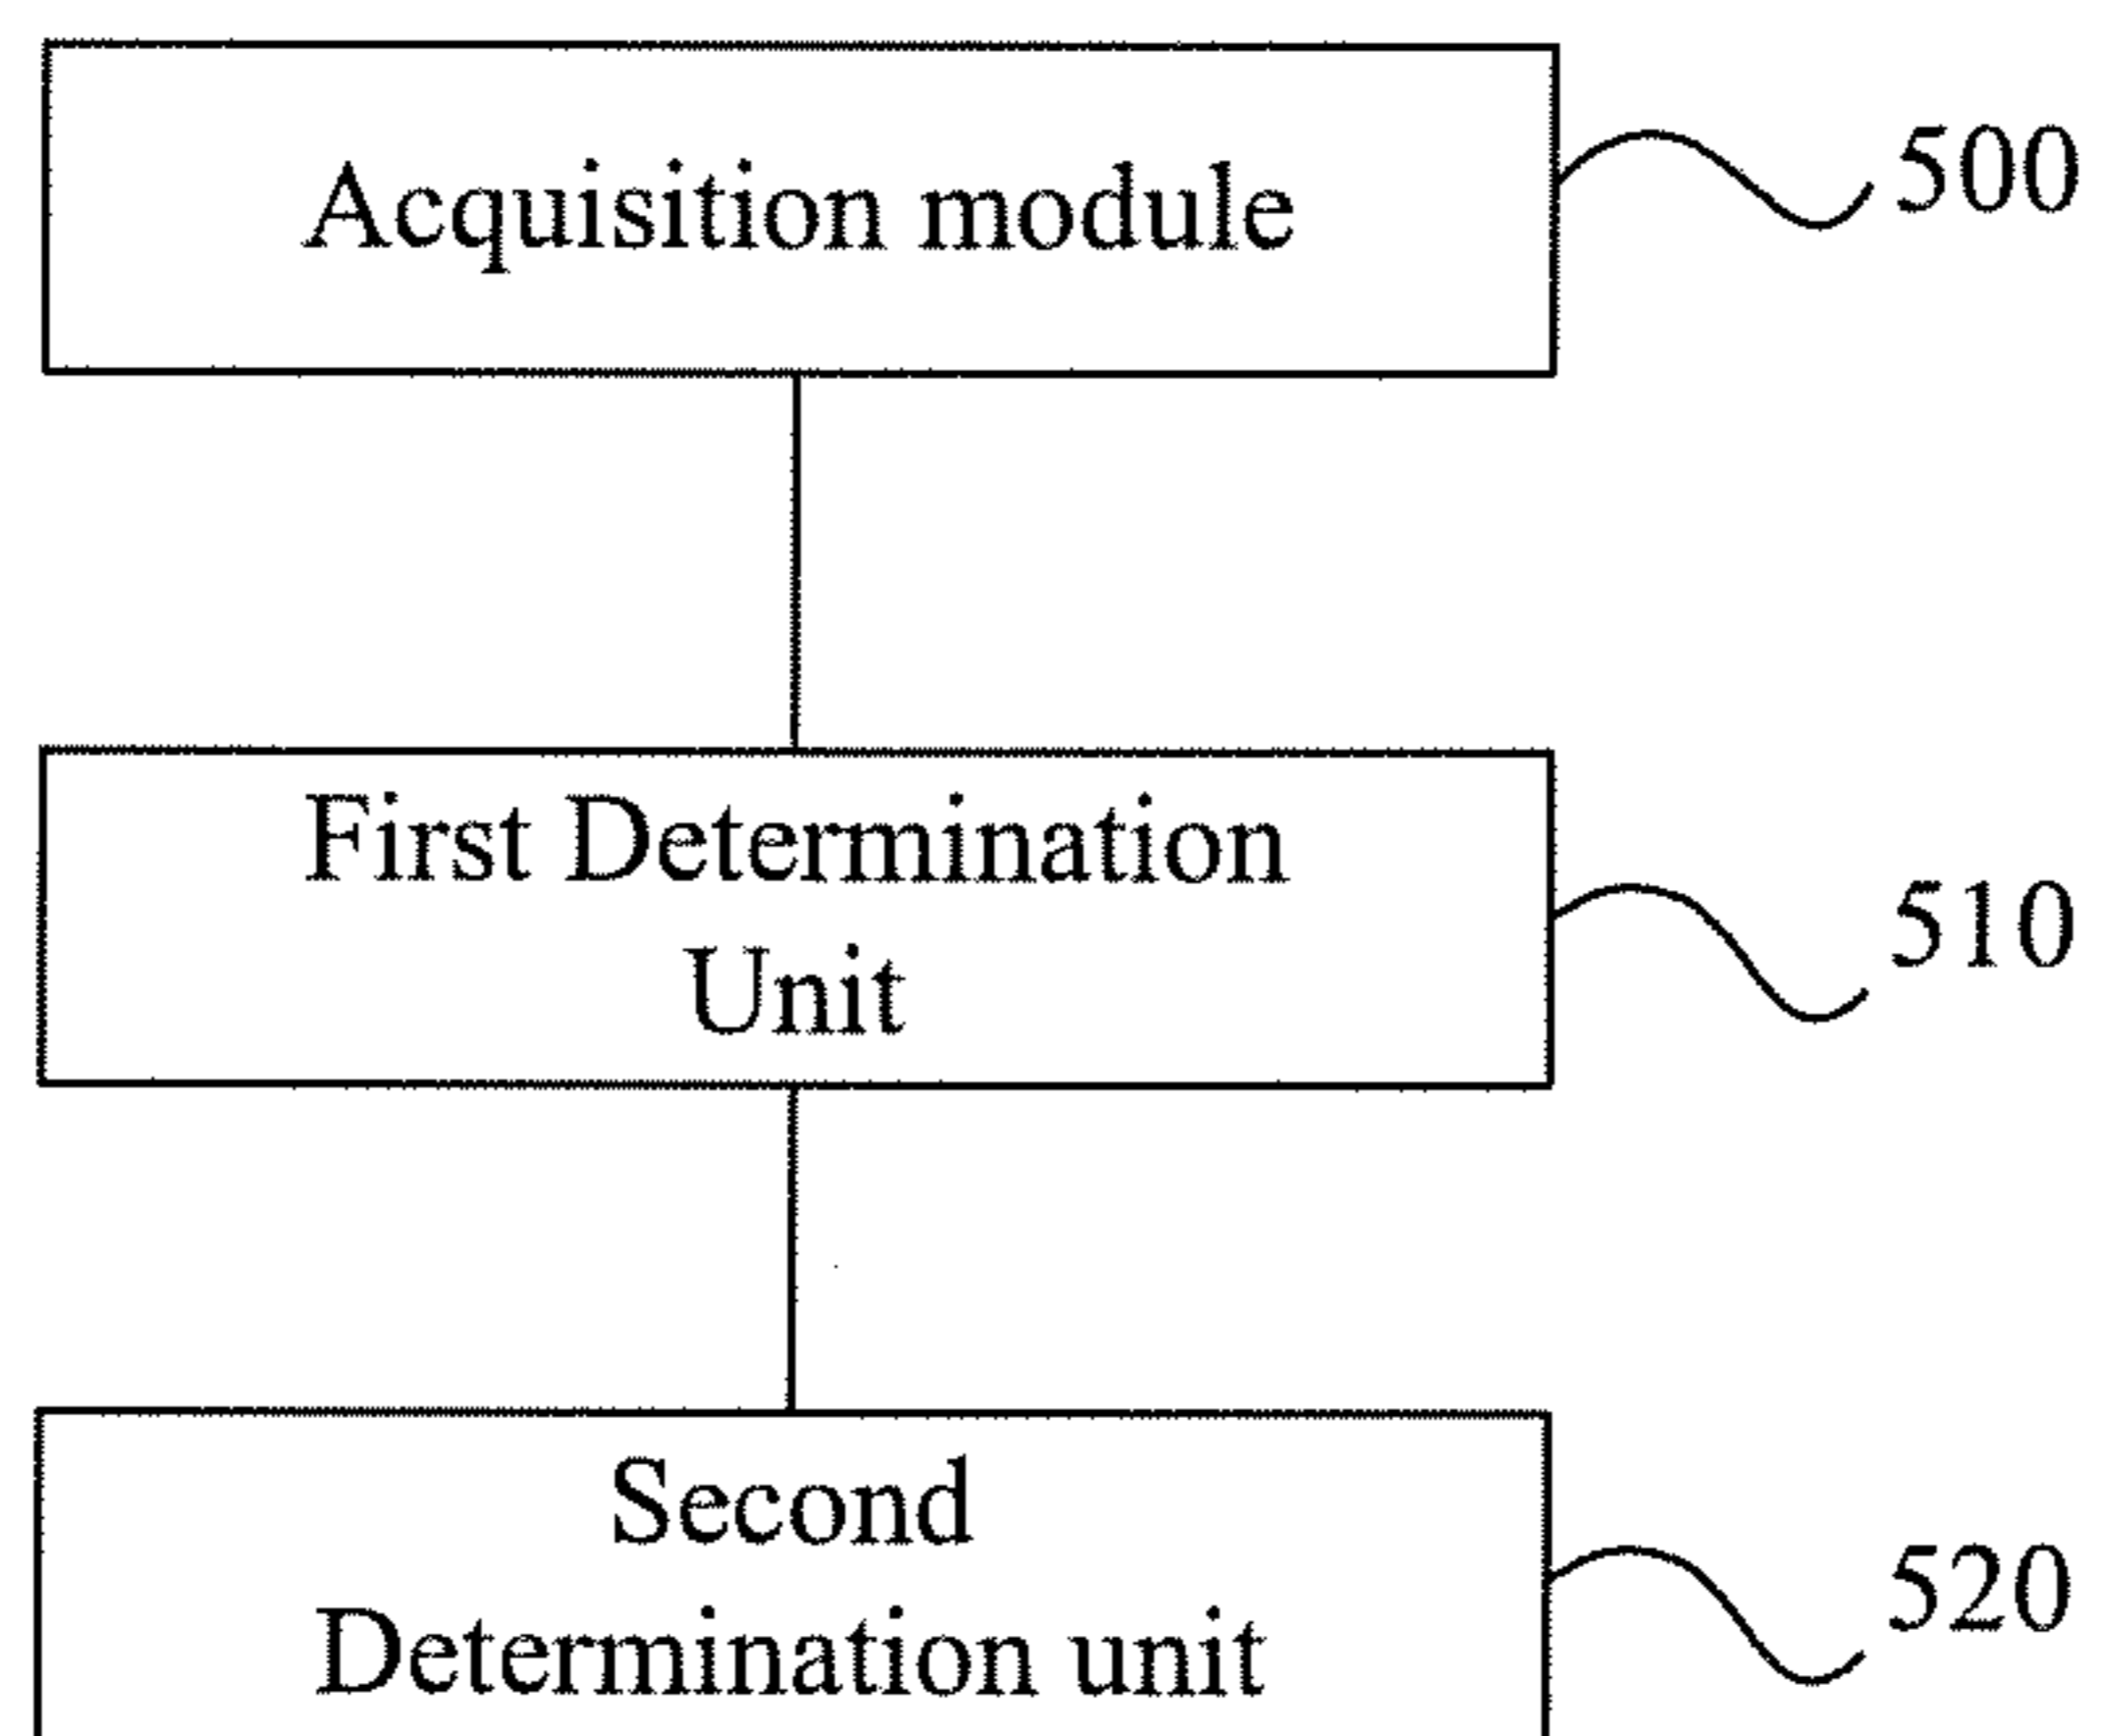 Acquisition module
500
First Determination
Unit
510
Second
Determination unit
520